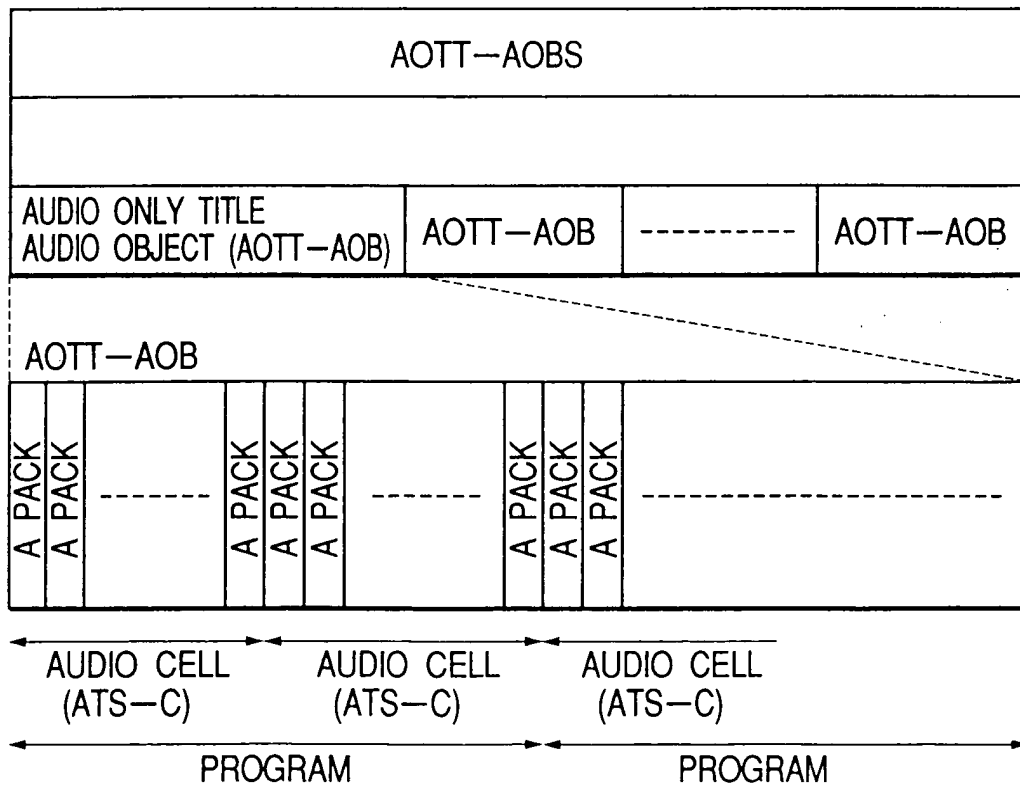 AOTT—AOBS
AUDIO ONLY TITLE
AUDIO OBJECT (AOTT—AOB)
AOTT—AOB
AOTT—AOB
AOTT—AOB
A PACK
A PACK
A PACK
A PACK
A PACK
A PACK
A PACK
A PACK
AUDIO CELL
(ATS—C)
AUDIO CELL
(ATS—C)
AUDIO CELL
(ATS—C)
PROGRAM
PROGRAM